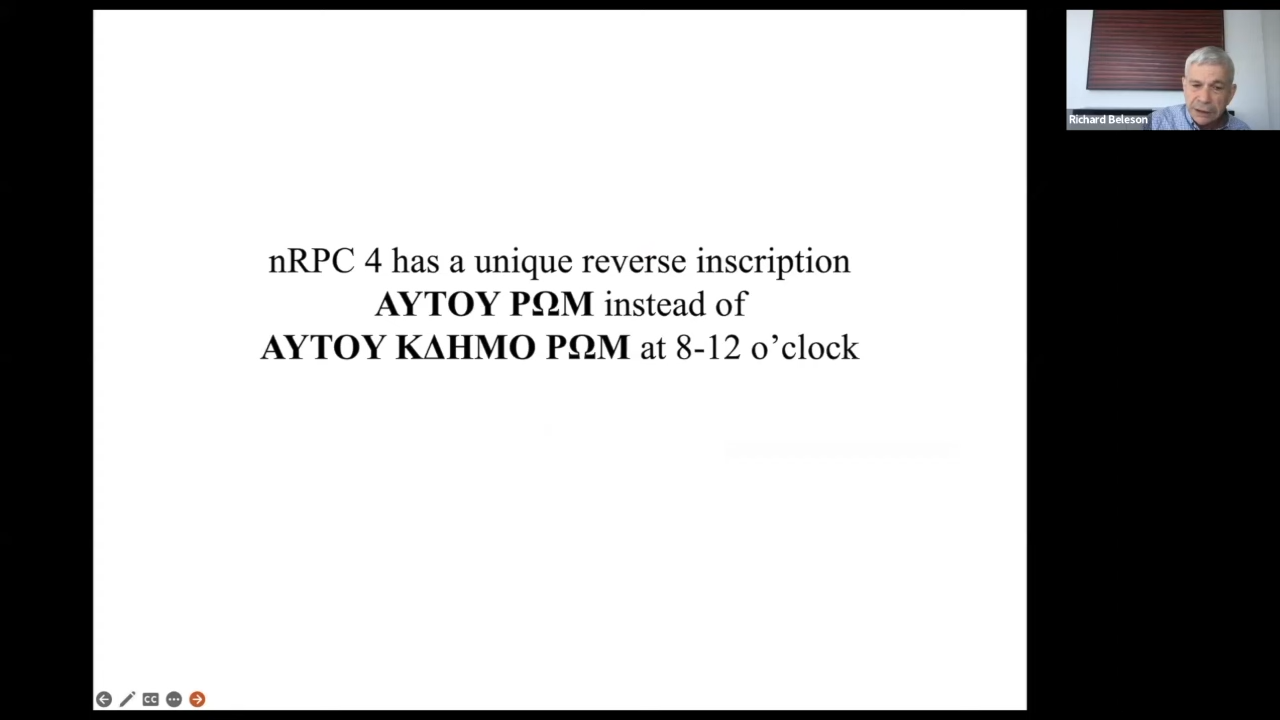 nRPC 4 has a unique reverse inscription
ΑΥΤΟΥ ΡΩΜ instead of
ΑΥΤΟΥ ΚΔΗΜΟ ΡΩΜ at 8-12 o’clock
Richard Beleson
CC